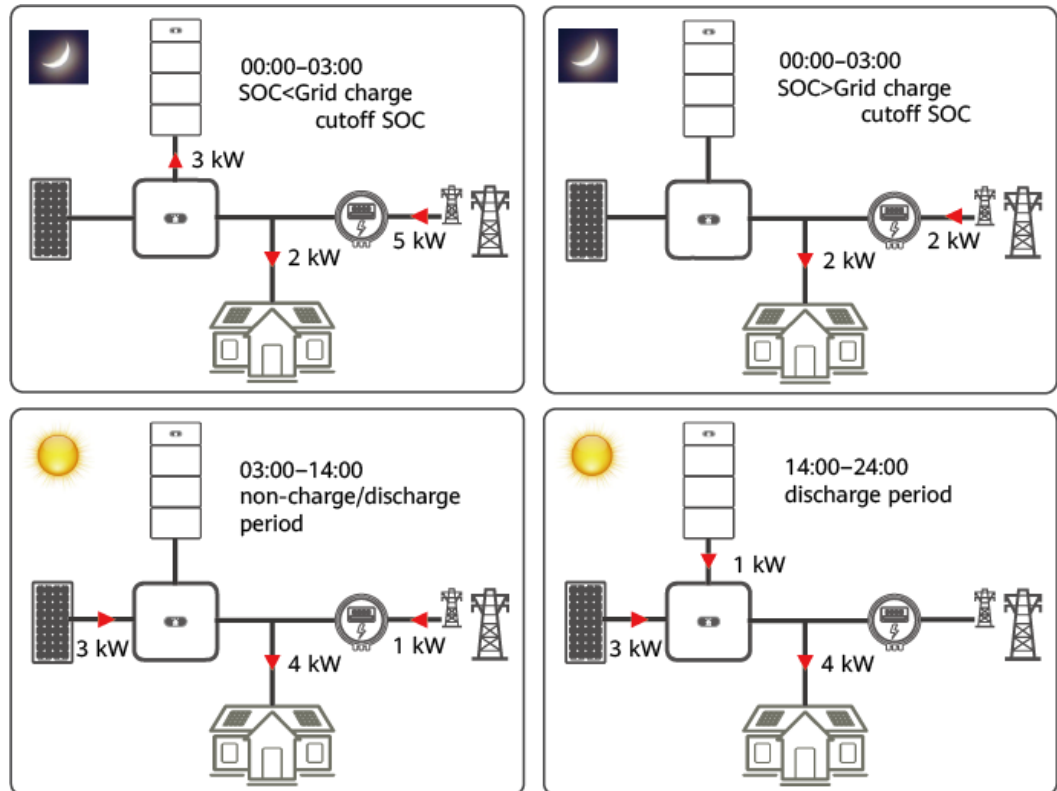 00:00–03:00
SOC<Grid charge
cutoff SOC
3 kW
5 kW
2 kW
00:00–03:00
SOC>Grid charge
cutoff SOC
2 kW
2 kW
03:00–14:00
non-charge/discharge
period
3 kW
1 kW
4 kW
14:00–24:00
discharge period
1 kW
3 kW
4 kW